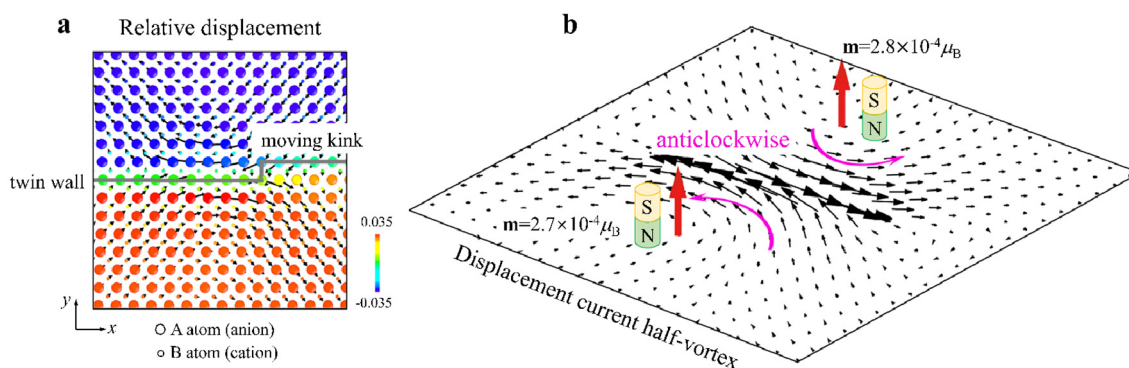 a
Relative displacement
moving kink
twin wall
0.035
-0.035
y
x
A atom (anion)
B atom (cation)
b
m=2.8×10⁻⁴μB
S
N
anticlockwise
S
N
m=2.7×10⁻⁴μB
Displacement current half-vortex